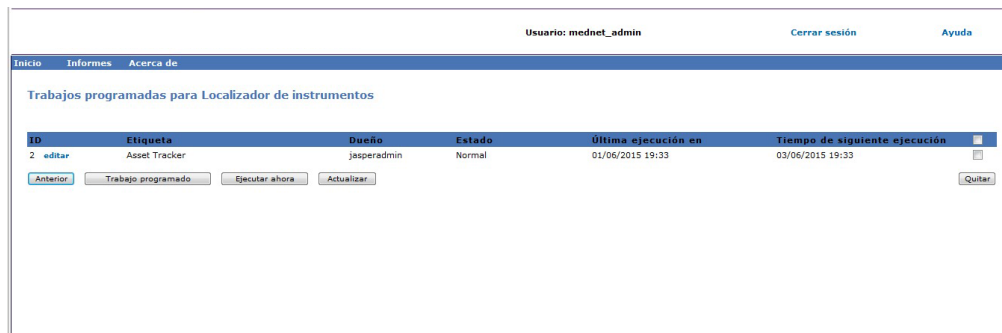 Usuario: mednet_admin Cerrar sesión Ayuda
Inicio Informes Acerca de
Trabajos programadas para Localizador de instrumentos
ID Etiqueta Dueño Estado Última ejecución en Tiempo de siguiente ejecución
2 editar Asset Tracker jasperadmin Normal 01/06/2015 19:33 03/06/2015 19:33
Anterior Trabajo programado Ejecutar ahora Actualizar Quitar